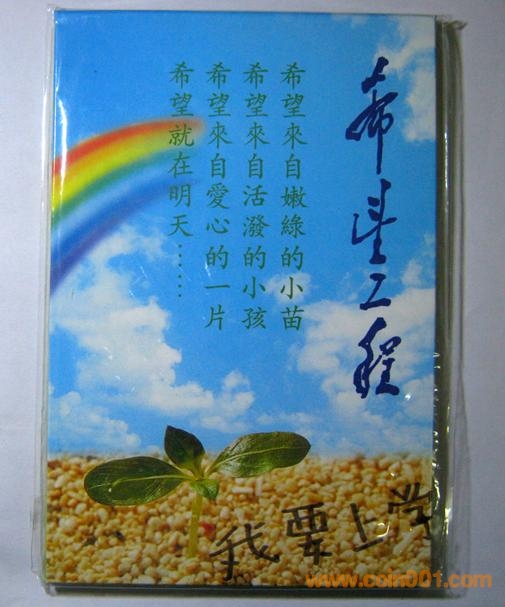 希望工程
希望來自嫩綠的小苗
希望來自活潑的小孩
希望來自愛心的一片
希望就在明天……
我要上学
www.coin001.com